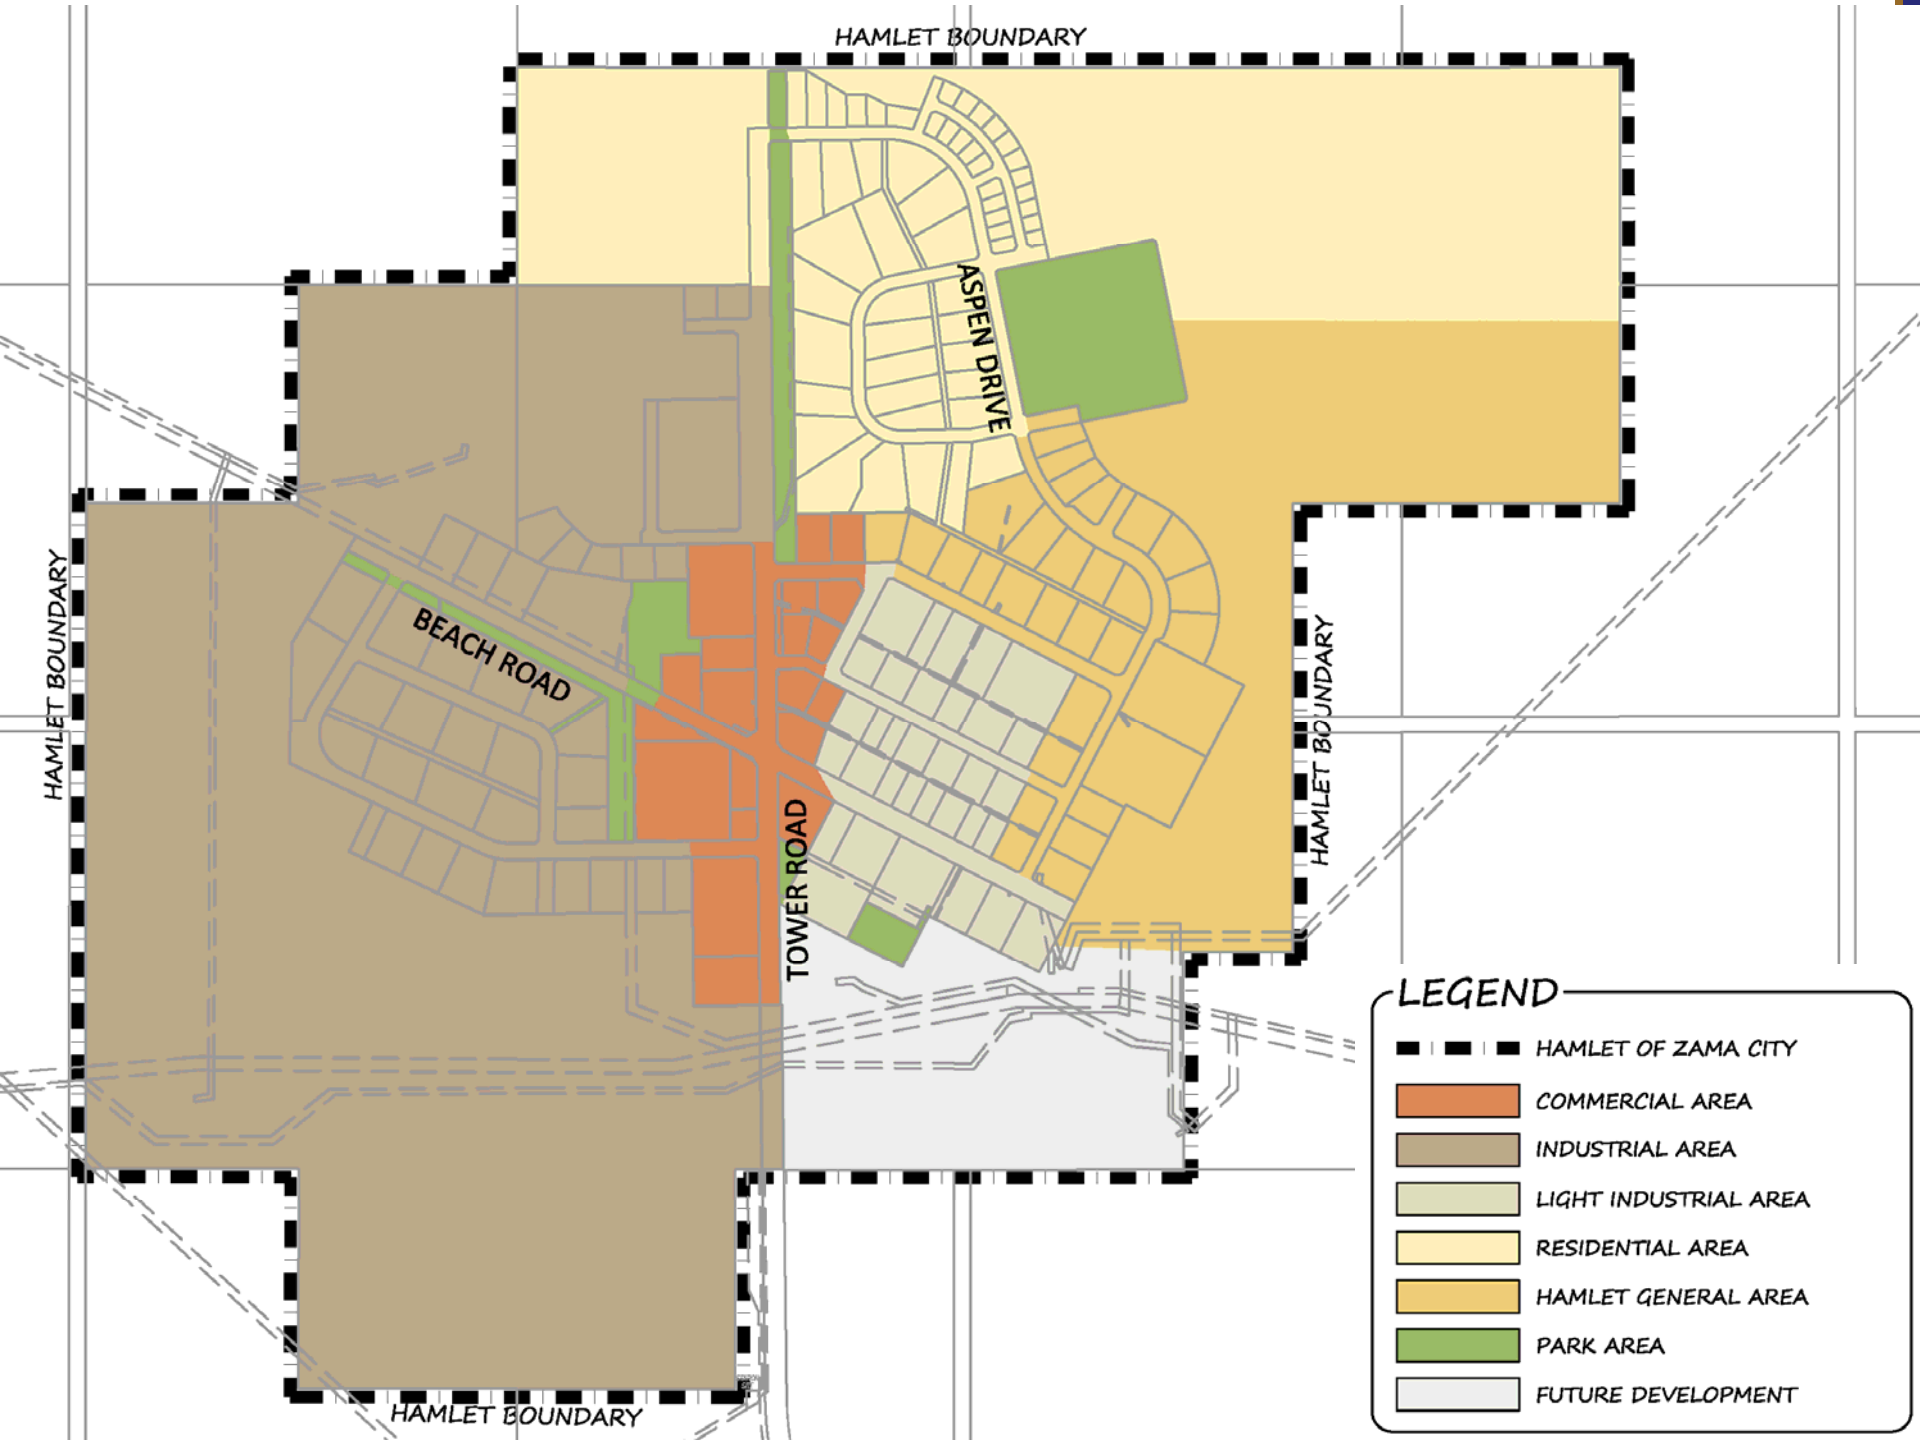 HAMLET BOUNDARY
ASPEN DRIVE
HAMLET BOUNDARY
BEACH ROAD
HAMLET BOUNDARY
TOWER ROAD
LEGEND
HAMLET OF ZAMA CITY
COMMERCIAL AREA
INDUSTRIAL AREA
LIGHT INDUSTRIAL AREA
RESIDENTIAL AREA
HAMLET GENERAL AREA
PARK AREA
FUTURE DEVELOPMENT
HAMLET BOUNDARY